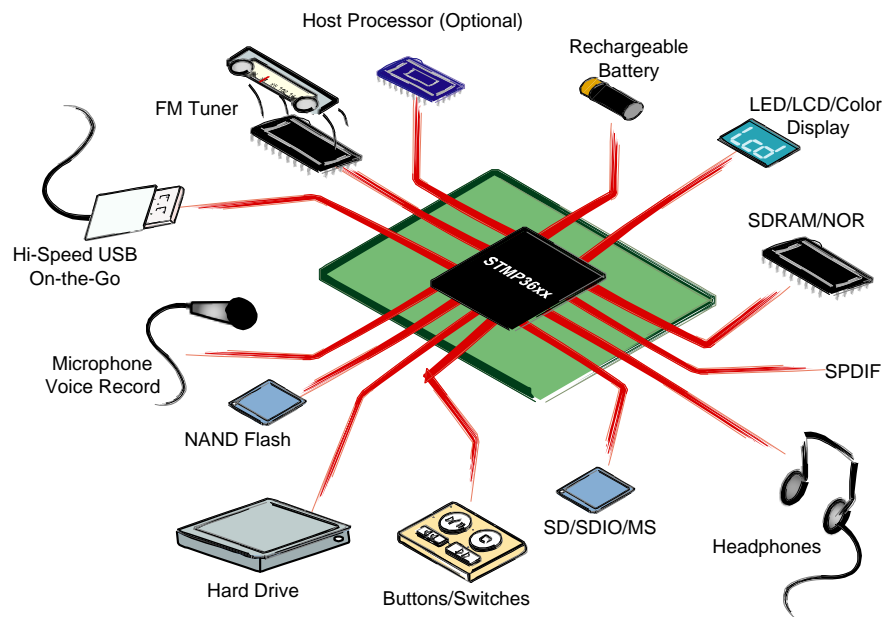 Host Processor (Optional)
Rechargeable
Battery
FM Tuner
LED/LCD/Color
Display
Lcd
SDRAM/NOR
Hi-Speed USB
On-the-Go
STMP36xx
Microphone
Voice Record
SPDIF
NAND Flash
SD/SDIO/MS
Headphones
Hard Drive
Buttons/Switches